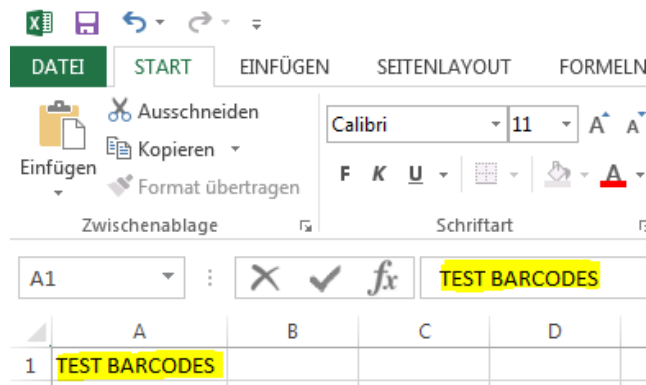 DATEI START EINFÜGEN SEITENLAYOUT FORMELN
Ausschneiden
Kopieren
Format übertragen
Einfügen
Calibri 11 A A
F K U A
Zwischenablage Schriftart
A1 fx TEST BARCODES
A B C D
1 TEST BARCODES